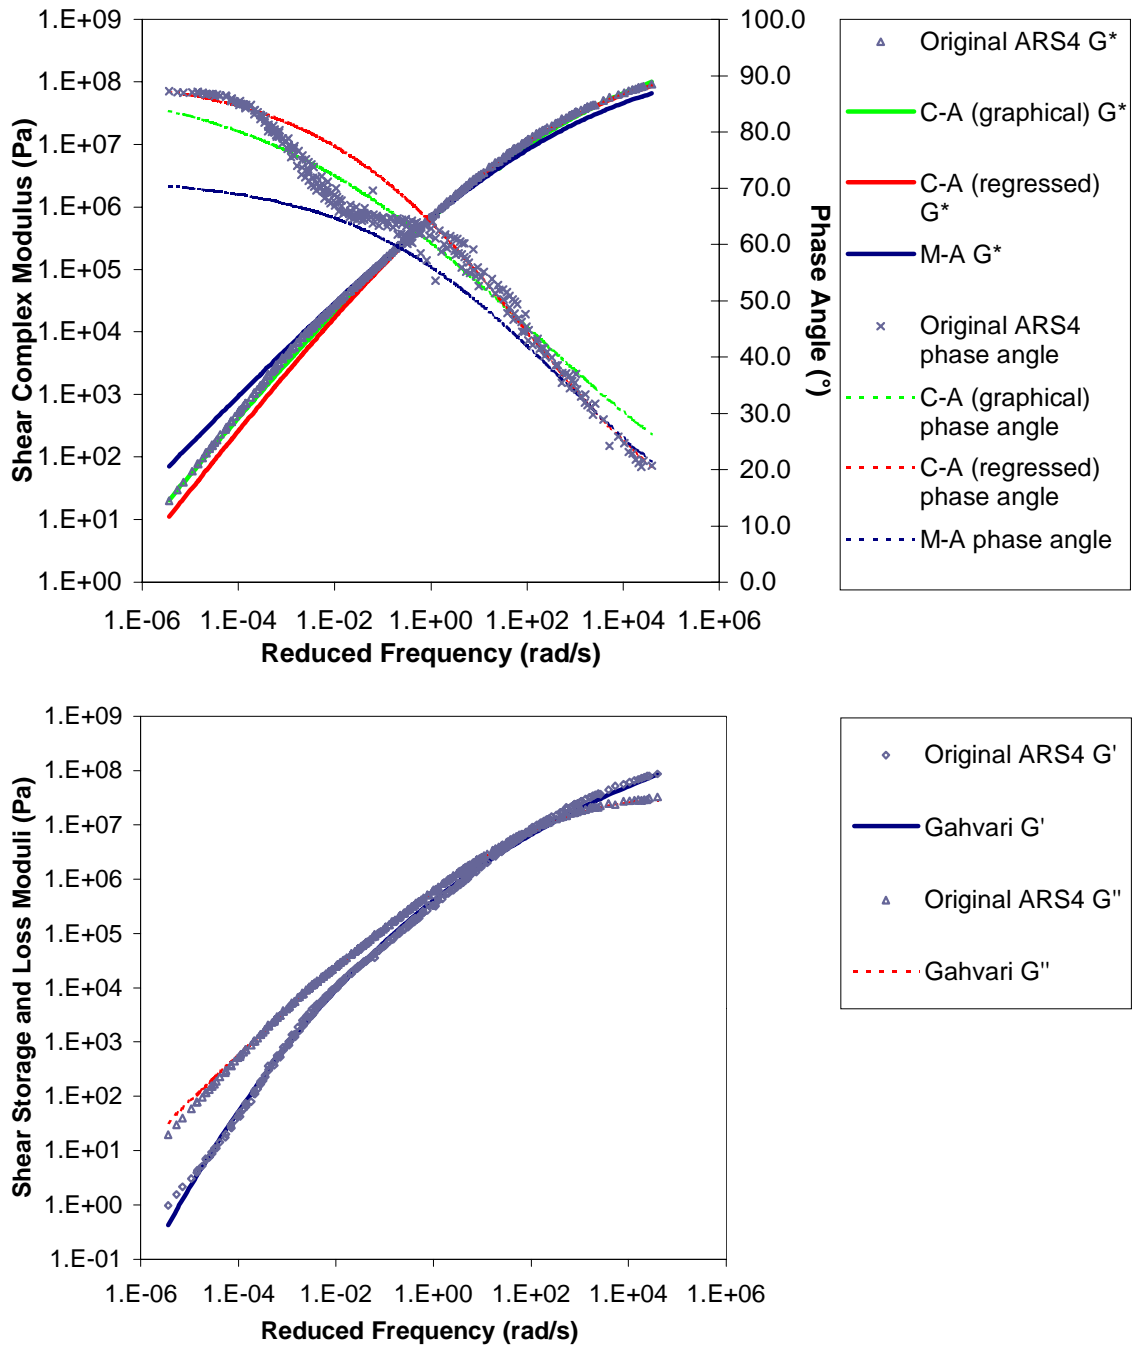 1.E+09
1.E+08
1.E+07
1.E+06
1.E+05
1.E+04
1.E+03
1.E+02
1.E+01
1.E+00
Shear Complex Modulus (Pa)
100.0
90.0
80.0
70.0
60.0
50.0
40.0
30.0
20.0
10.0
0.0
Phase Angle (°)
1.E-06 1.E-04 1.E-02 1.E+00 1.E+02 1.E+04 1.E+06
Reduced Frequency (rad/s)
Original ARS4 G*
C-A (graphical) G*
C-A (regressed)
G*
M-A G*
Original ARS4
phase angle
C-A (graphical)
phase angle
C-A (regressed)
phase angle
M-A phase angle
1.E+09
1.E+08
1.E+07
1.E+06
1.E+05
1.E+04
1.E+03
1.E+02
1.E+01
1.E+00
1.E-01
Shear Storage and Loss Moduli (Pa)
1.E-06 1.E-04 1.E-02 1.E+00 1.E+02 1.E+04 1.E+06
Reduced Frequency (rad/s)
Original ARS4 G'
Gahvari G'
Original ARS4 G"
Gahvari G"